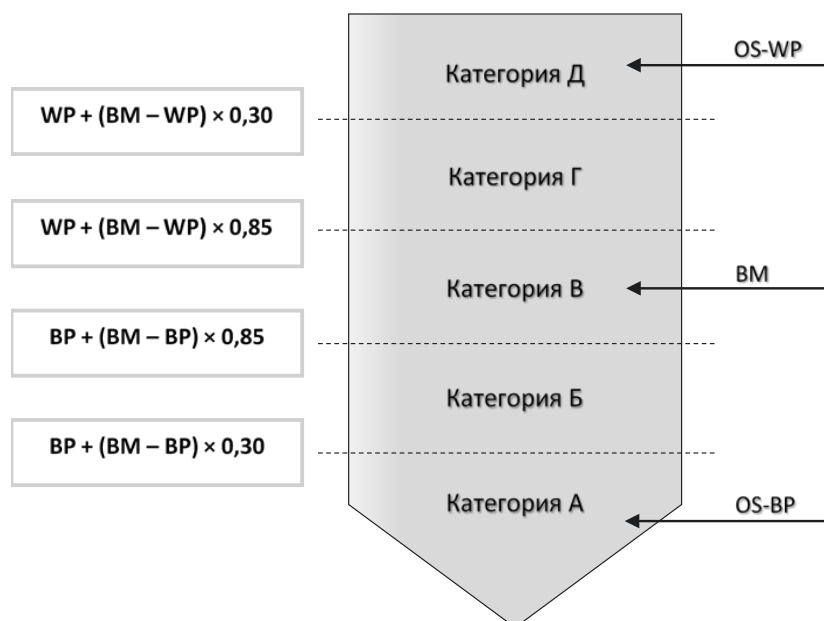 Категория Д
OS-WP
WP + (BM – WP) × 0,30
Категория Г
WP + (BM – WP) × 0,85
Категория В
BM
BP + (BM – BP) × 0,85
Категория Б
BP + (BM – BP) × 0,30
Категория А
OS-BP